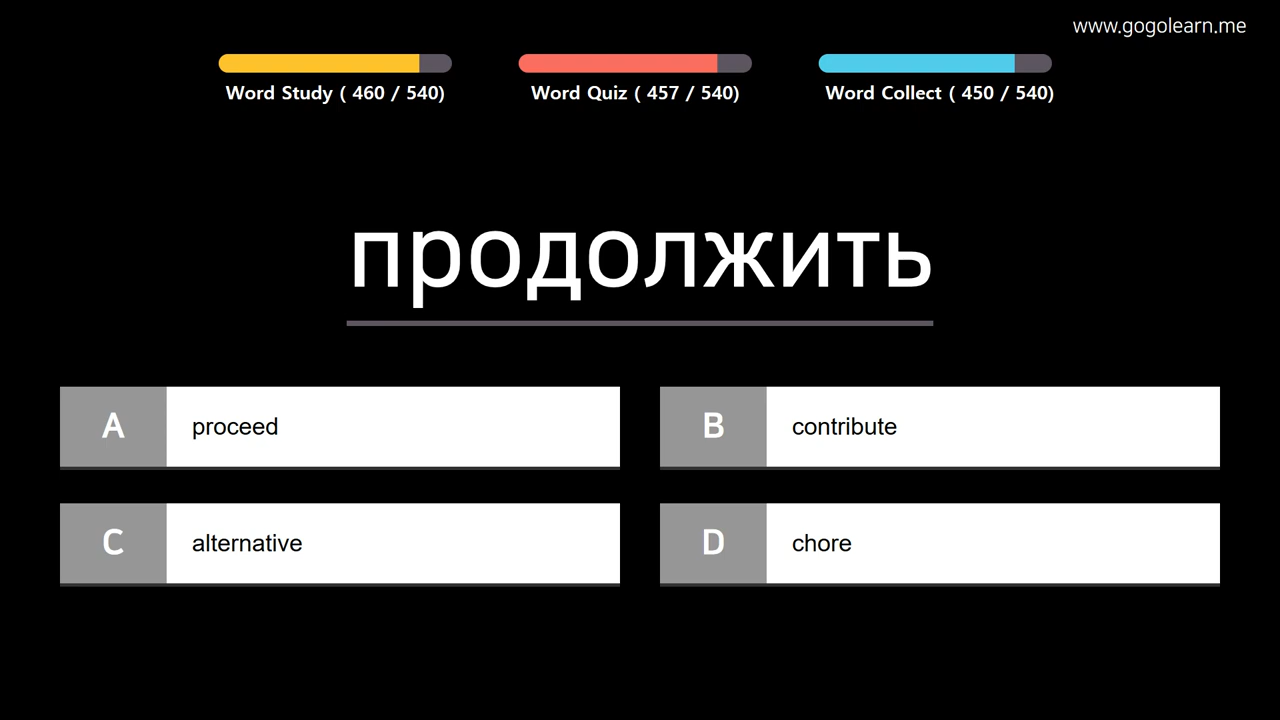 www.gogolearn.me
Word Study ( 460 / 540)
Word Quiz ( 457 / 540)
Word Collect ( 450 / 540)
продолжить
A proceed
B contribute
C alternative
D chore